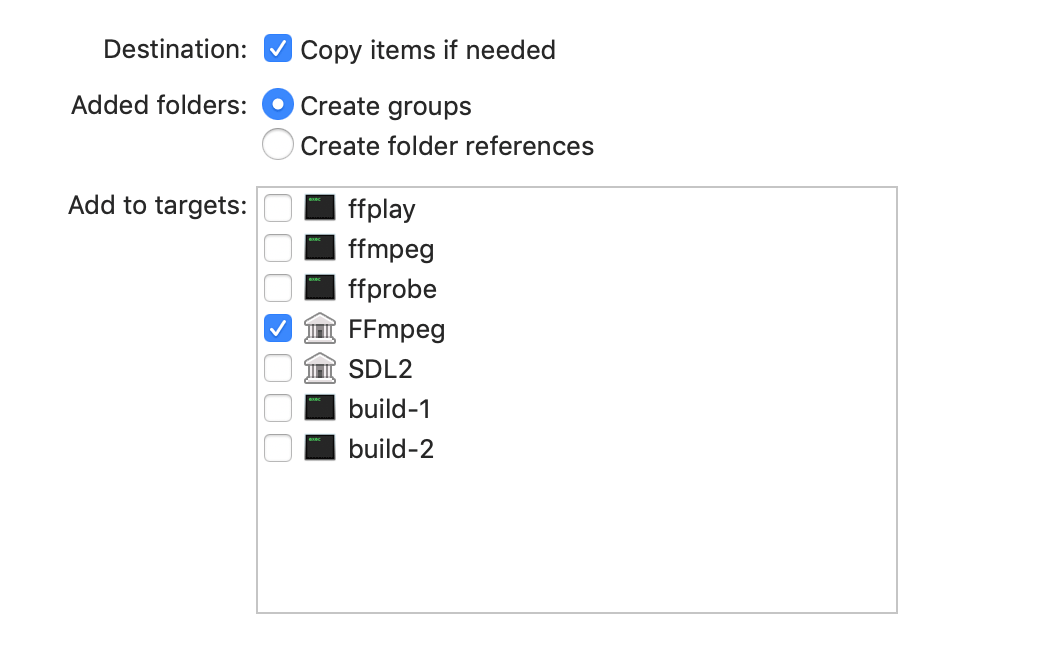 Destination: Copy items if needed
Added folders: Create groups
Create folder references
Add to targets: ffplay
ffmpeg
ffprobe
FFmpeg
SDL2
build-1
build-2